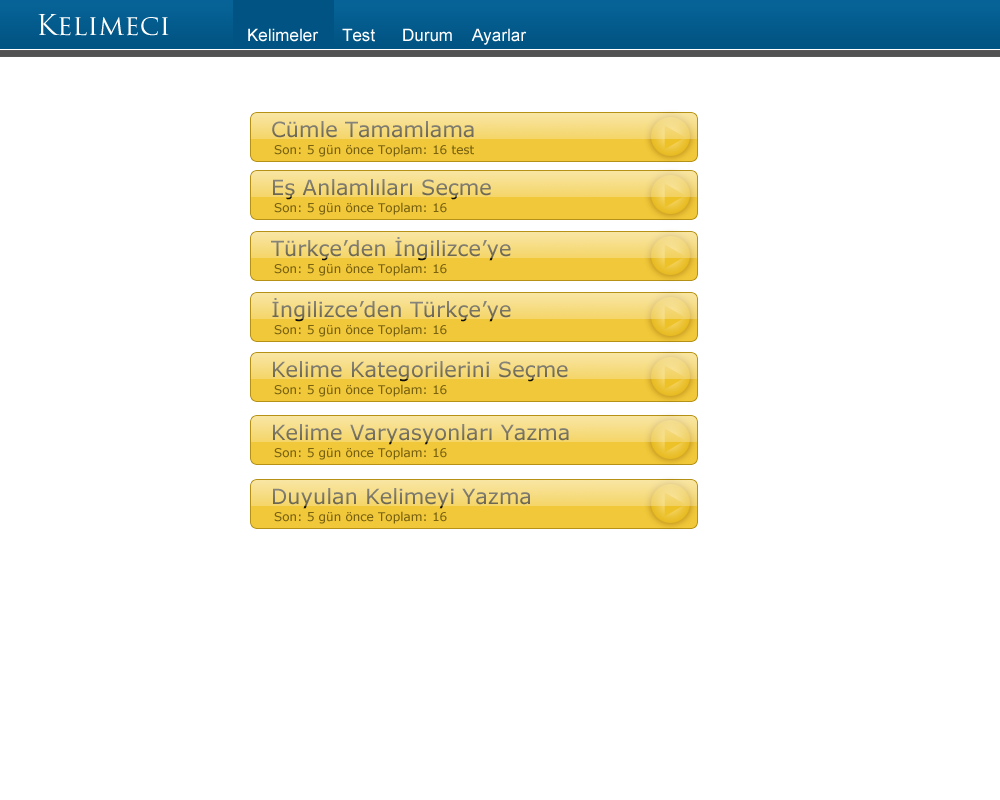 KELIMECI
Kelimeler Test Durum Ayarlar
Cümle Tamamlama
Son: 5 gün önce Toplam: 16 test
Eş Anlamlıları Seçme
Son: 5 gün önce Toplam: 16
Türkçe’den İngilizce’ye
Son: 5 gün önce Toplam: 16
İngilizce’den Türkçe’ye
Son: 5 gün önce Toplam: 16
Kelime Kategorilerini Seçme
Son: 5 gün önce Toplam: 16
Kelime Varyasyonları Yazma
Son: 5 gün önce Toplam: 16
Duyulan Kelimeyi Yazma
Son: 5 gün önce Toplam: 16